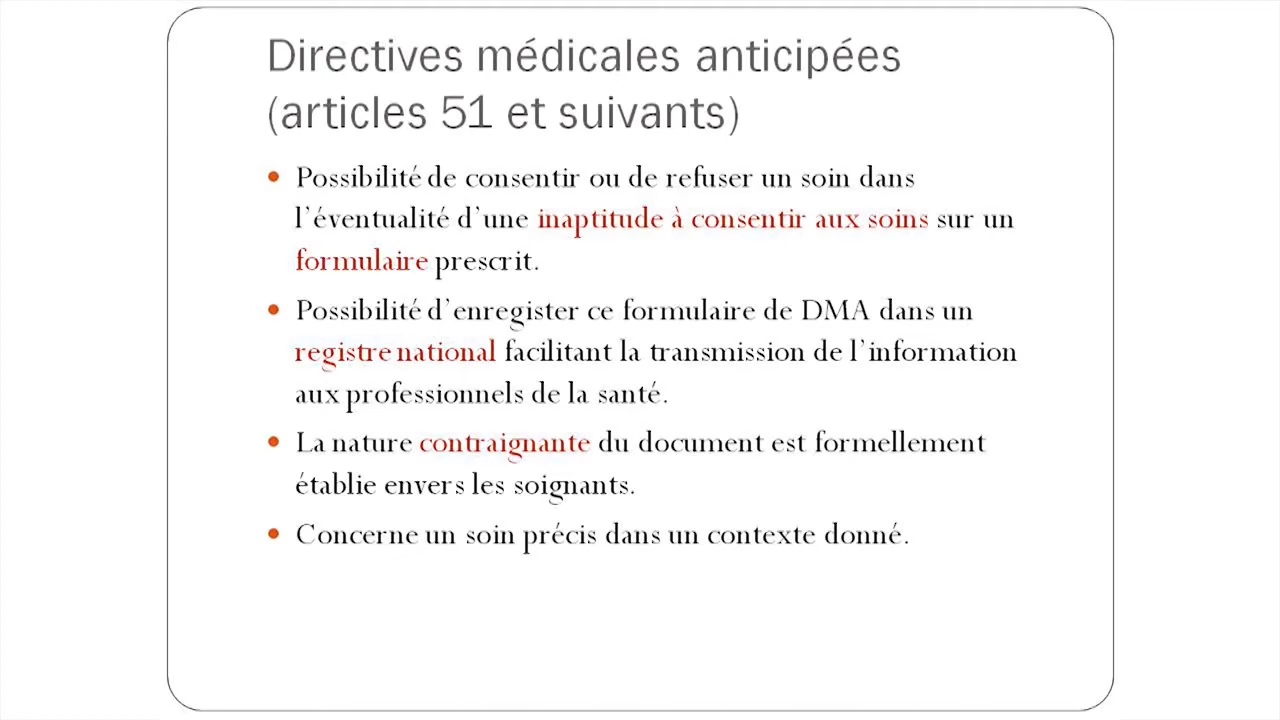 Directives médicales anticipées
(articles 51 et suivants)
• Possibilité de consentir ou de refuser un soin dans
l'éventualité d'une inaptitude à consentir aux soins sur un
formulaire prescrit.
• Possibilité d'enregister ce formulaire de DMA dans un
registre national facilitant la transmission de l'information
aux professionnels de la santé.
• La nature contraignante du document est formellement
établie envers les soignants.
• Concerne un soin précis dans un contexte donné.